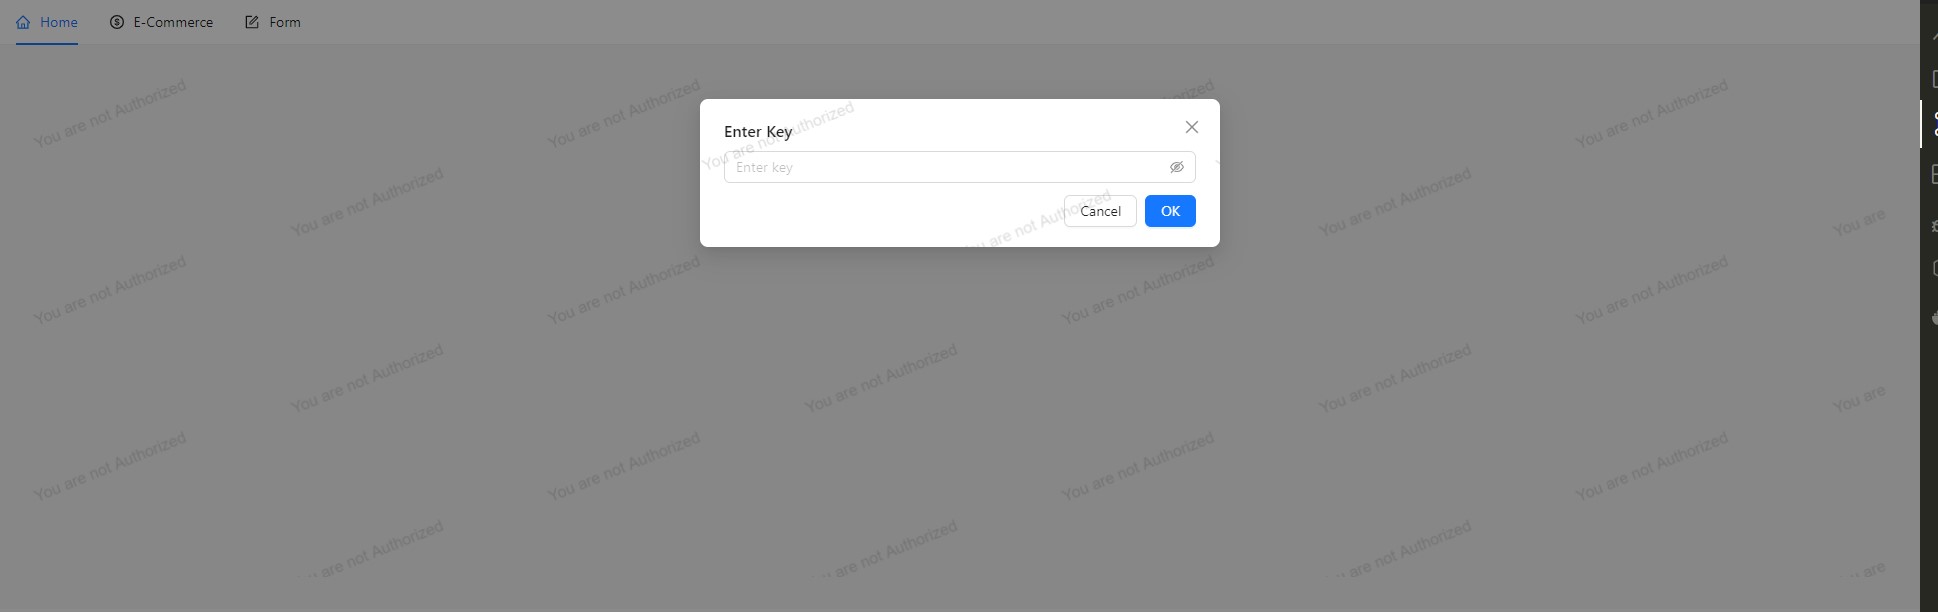 Home E-Commerce Form
You are not Authorized You are not Authorized Authorized You are not Authorized
You are not Authorized
Enter Key
Enter key
You are not Authorized You are not Authorized You are
You are not Authorized
Cancel OK
You are not Authorized You are not Authorized You are not Authorized You are not Authorized
You are not Authorized You are not Authorized You are not Authorized You are
You are not Authorized You are not Authorized You are not Authorized You are not Authorized
You are not Authorized You are not Authorized You are not Authorized You are